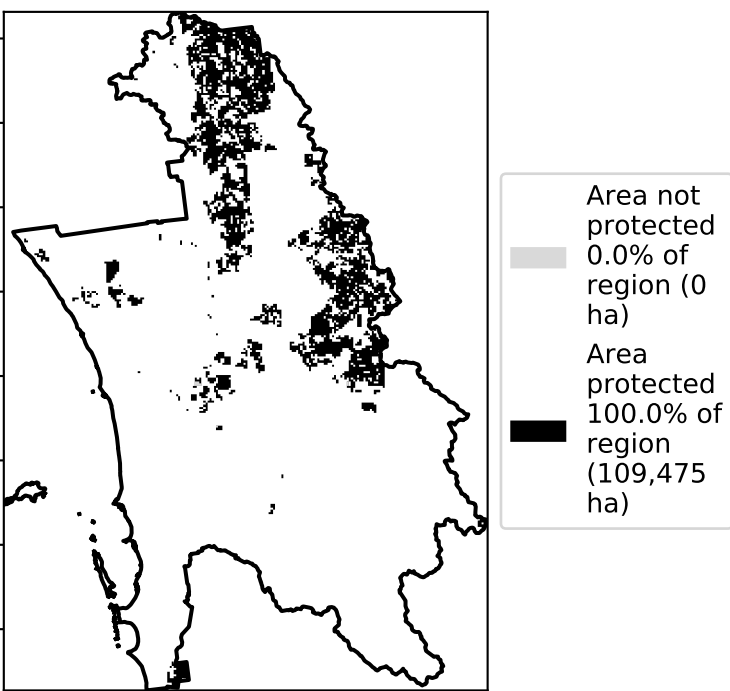 Area not
protected
0.0% of
region (0
ha)
Area
protected
100.0% of
region
(109,475
ha)